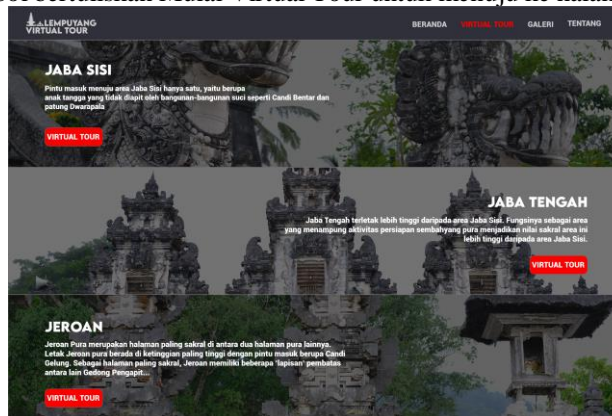 LEMPUYANG
VIRTUAL TOUR
BERANDA VIRTUAL TOUR GALERI TENTANG
JABA SISI
Pintu masuk menuju area Jaba Sisi hanya satu, yaitu berupa
anak tangga yang tidak diapit oleh bangunan-bangunan suci seperti Candi Bentar dan
patung Dwarapala
VIRTUAL TOUR
JABA TENGAH
Jaba Tengah terletak lebih tinggi daripada area Jaba Sisi. Fungsinya sebagai area
yang menampung aktivitas persiapan sembahyang pura menjadikan nilai sakral area ini
lebih tinggi daripada area Jaba Sisi.
VIRTUAL TOUR
JEROAN
Jeroan Pura merupakan halaman paling sakral di antara dua halaman pura lainnya.
Letak Jeroan pura berada di ketinggian paling tinggi dengan pintu masuk berupa Candi
Gelung. Sebagai halaman paling sakral, Jeroan memiliki beberapa "lapisan" pembatas
antara lain Gedong Pengapit...
VIRTUAL TOUR